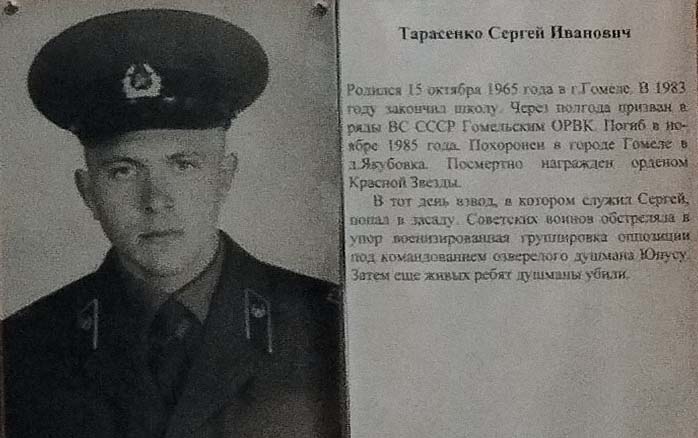 Тарасенко Сергей Иванович
Родился 15 октября 1965 года в г.Гомеле. В 1983
году закончил школу. Через полгода призван в
ряды ВС СССР Гомельским ОРВК. Погиб в но-
ябре 1985 года. Похоронен в городе Гомеле в
д.Якубовка. Посмертно награжден орденом
Красной Звезды.
В тот день взвод, в котором служил Сергей,
попал в засаду. Советских воинов обстреляла в
упор военизированная группировка оппозиции
под командованием озверелого душмана Юнусу.
Затем еще живых ребят душманы убили.